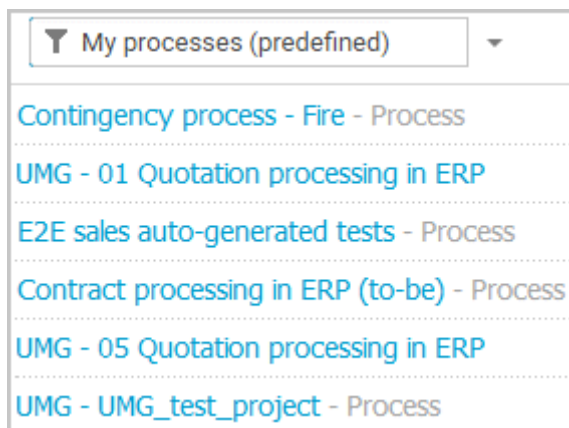 My processes (predefined)
Contingency process - Fire - Process
UMG - 01 Quotation processing in ERP
E2E sales auto-generated tests - Process
Contract processing in ERP (to-be) - Process
UMG - 05 Quotation processing in ERP
UMG - UMG_test_project - Process